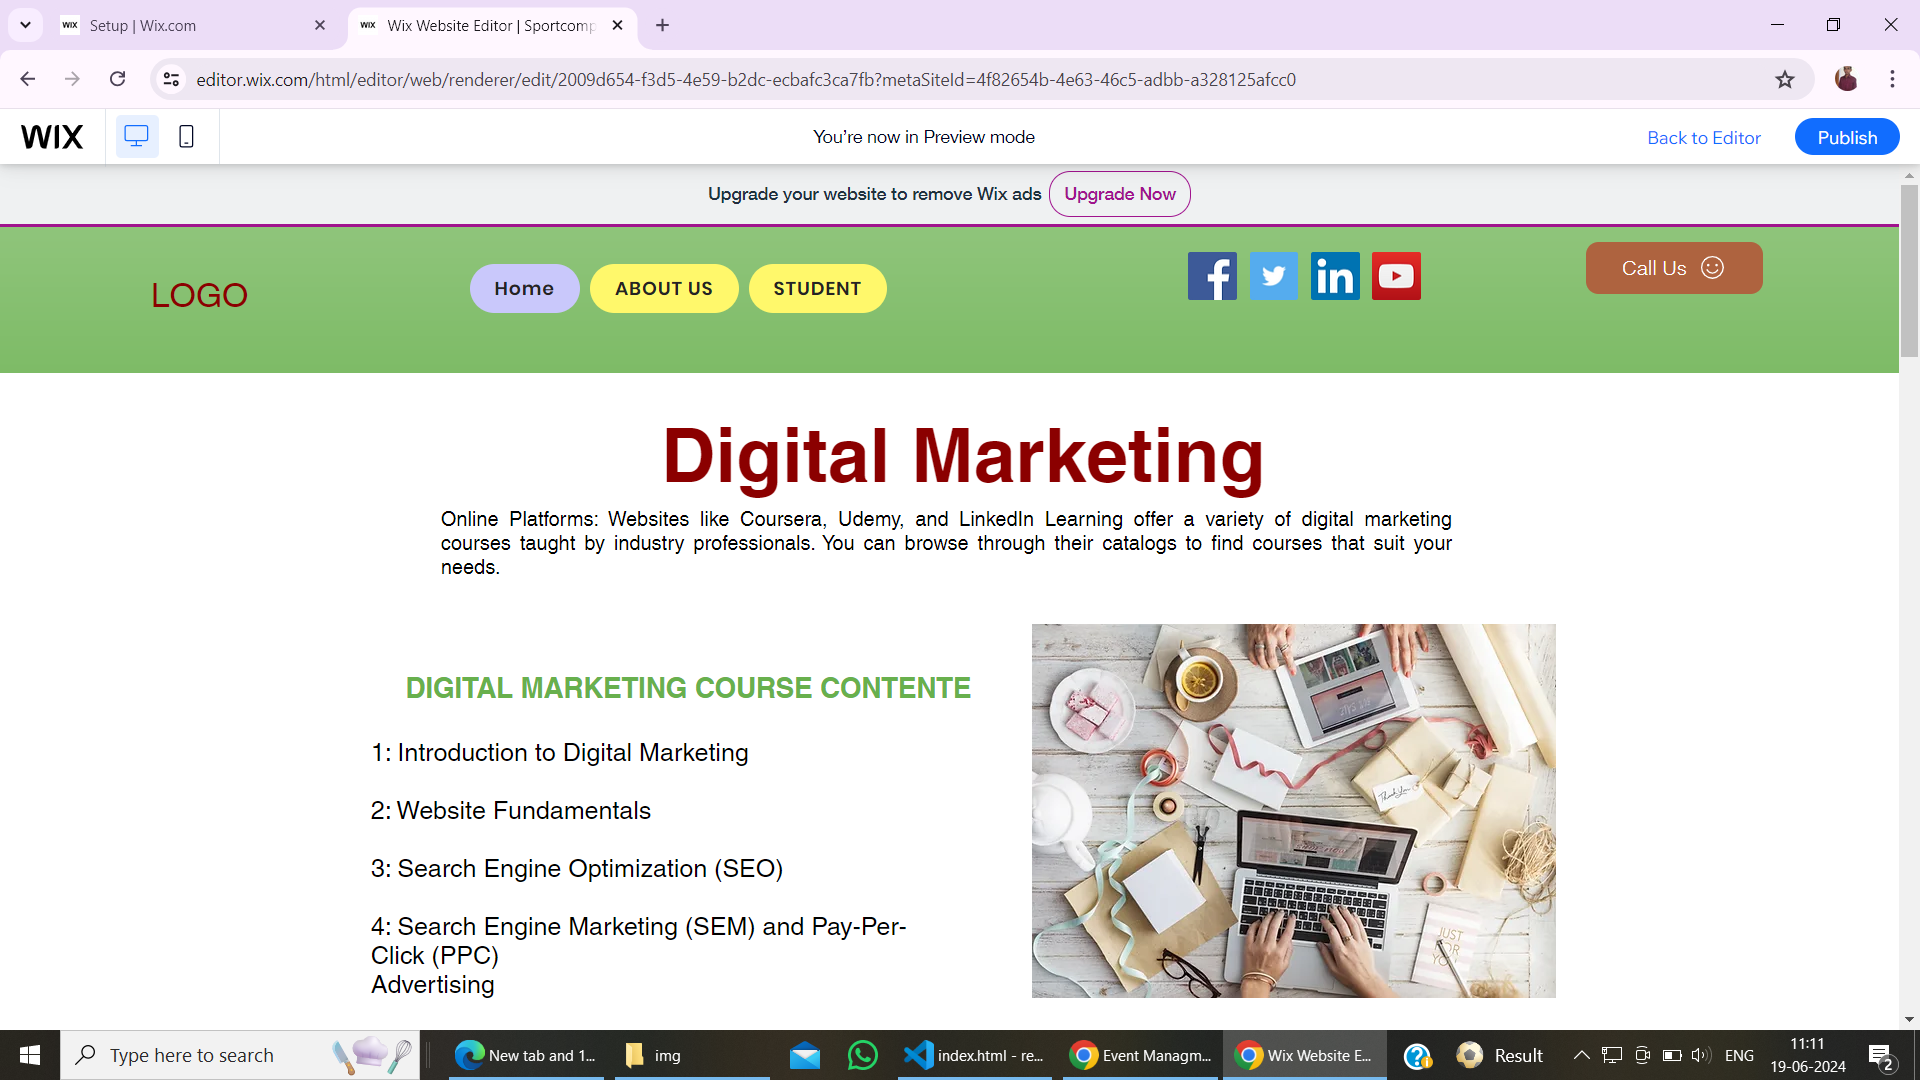 WIX Setup | Wix.com
WIX Wix Website Editor | Sportcomp
editor.wix.com/html/editor/web/renderer/edit/2009d654-f3d5-4e59-b2dc-ecbafc3ca7fb?metaSiteId=4f82654b-4e63-46c5-adbb-a328125afcc0
WIX
You’re now in Preview mode
Back to Editor
Publish
Upgrade your website to remove Wix ads
Upgrade Now
LOGO
Home
ABOUT US
STUDENT
Call Us
Digital Marketing
Online Platforms: Websites like Coursera, Udemy, and LinkedIn Learning offer a variety of digital marketing
courses taught by industry professionals. You can browse through their catalogs to find courses that suit your
needs.
DIGITAL MARKETING COURSE CONTENTE
1: Introduction to Digital Marketing
2: Website Fundamentals
3: Search Engine Optimization (SEO)
4: Search Engine Marketing (SEM) and Pay-Per-
Click (PPC)
Advertising
Thank you
JUST
FOR
YOU
Type here to search
New tab and 1...
img
index.html - re...
Event Managm...
Wix Website E...
Result
ENG
11:11
19-06-2024
2